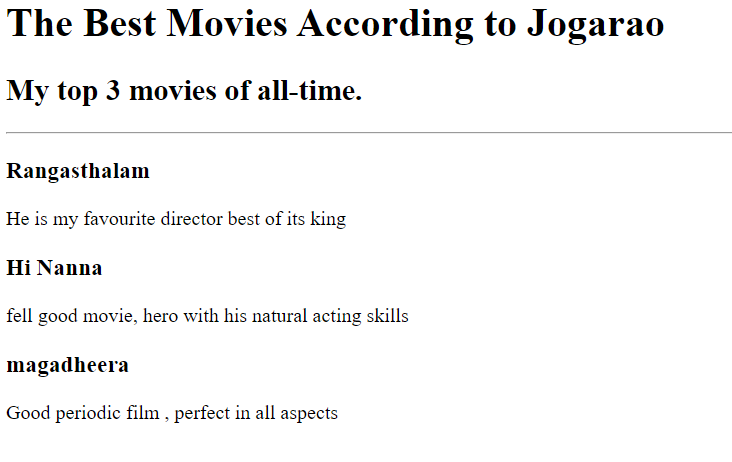 The Best Movies According to Jogarao
My top 3 movies of all-time.
Rangasthalam
He is my favourite director best of its king
Hi Nanna
fell good movie, hero with his natural acting skills
magadheera
Good periodic film , perfect in all aspects